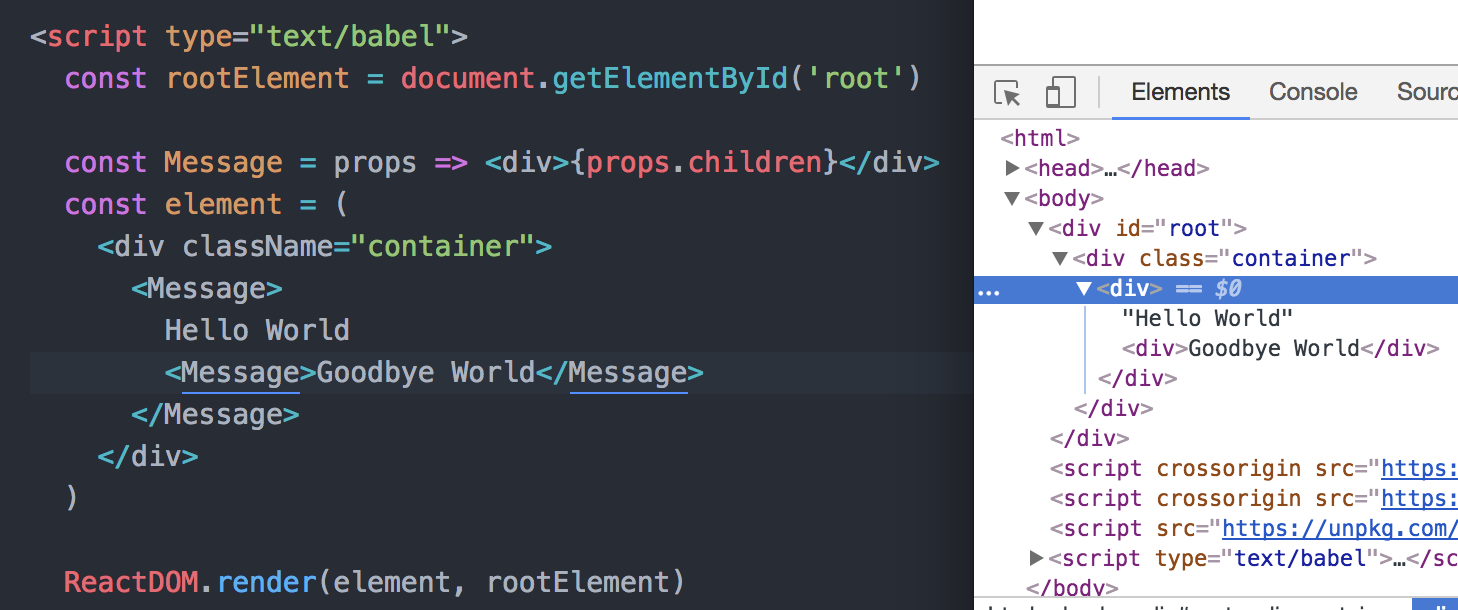 <script type="text/babel">
const rootElement = document.getElementById('root')
const Message = props => <div>{props.children}</div>
const element = (
<div className="container">
<Message>
Hello World
<Message>Goodbye World</Message>
</Message>
</div>
)
ReactDOM.render(element, rootElement)
Elements Console Sourc
<html>
<head>…</head>
<body>
<div id="root">
<div class="container">
... <div> == $0
"Hello World"
<div>Goodbye World</div>
</div>
</div>
</div>
<script crossorigin src="https:
<script crossorigin src="https:
<script src="https://unpkg.com/
<script type="text/babel">…</sc
</body>